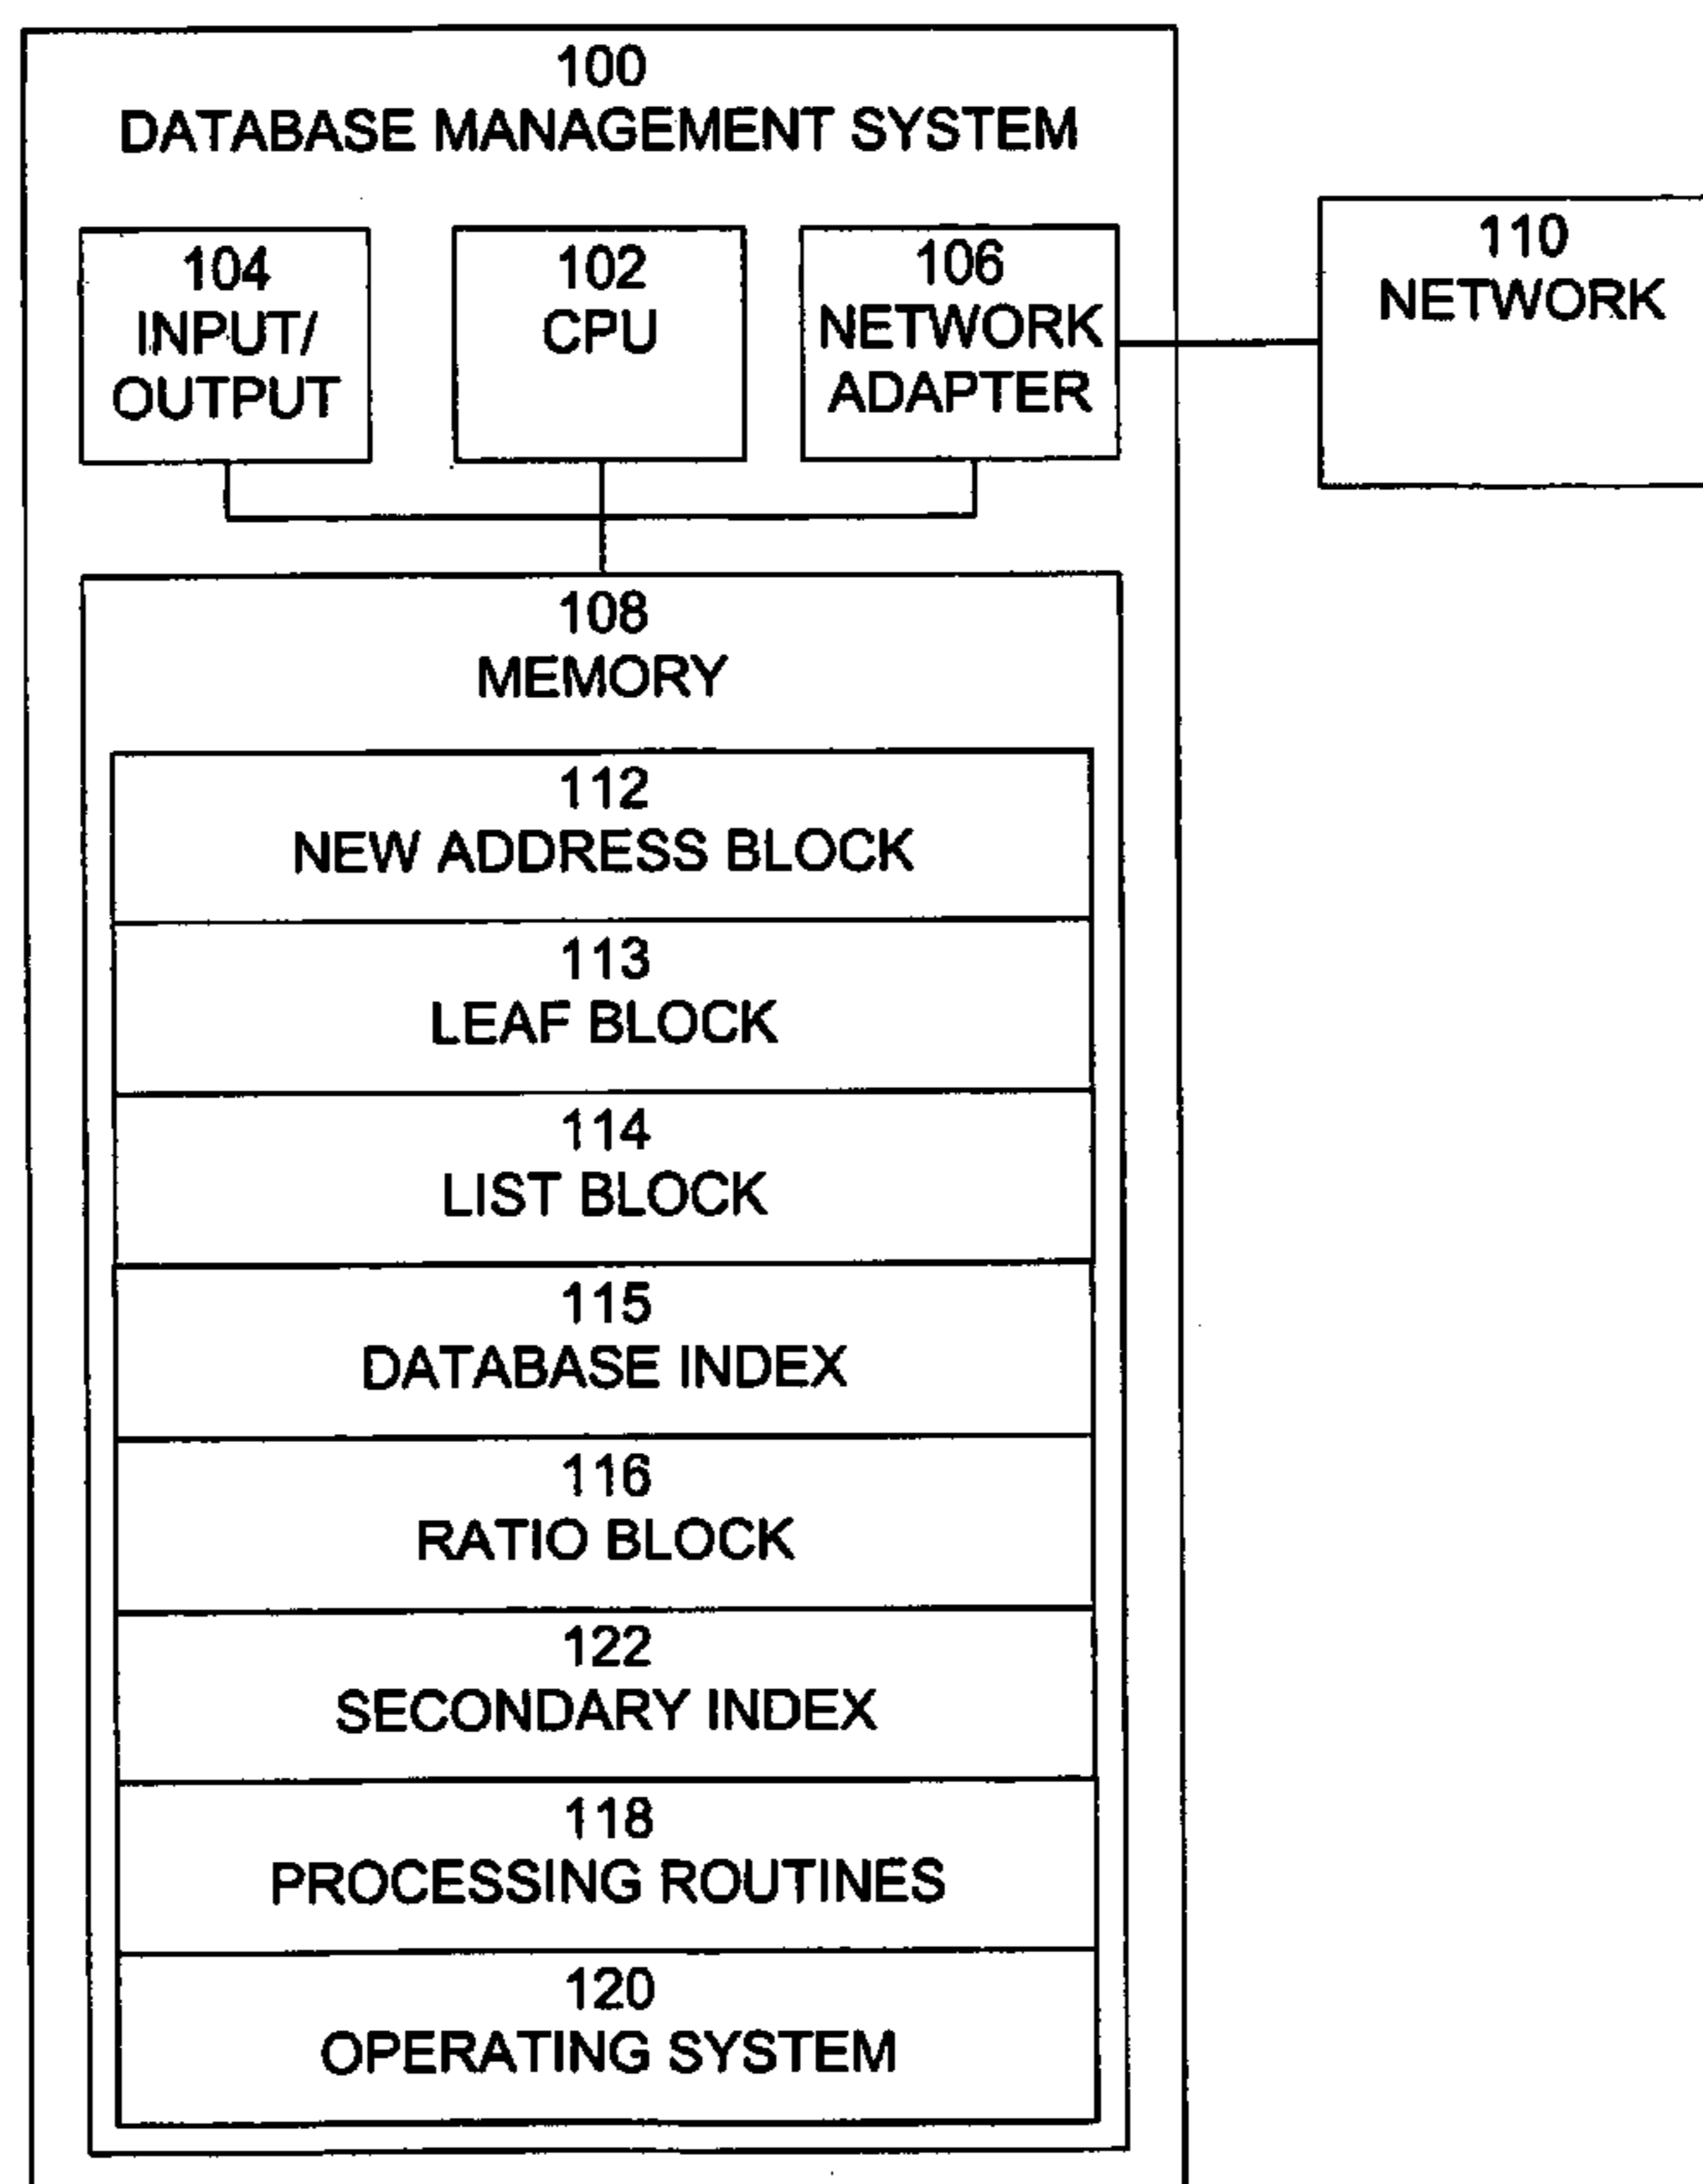 100
DATABASE MANAGEMENT SYSTEM
104
INPUT/
OUTPUT
102
CPU
106
NETWORK
ADAPTER
110
NETWORK
108
MEMORY
112
NEW ADDRESS BLOCK
113
LEAF BLOCK
114
LIST BLOCK
115
DATABASE INDEX
116
RATIO BLOCK
122
SECONDARY INDEX
118
PROCESSING ROUTINES
120
OPERATING SYSTEM